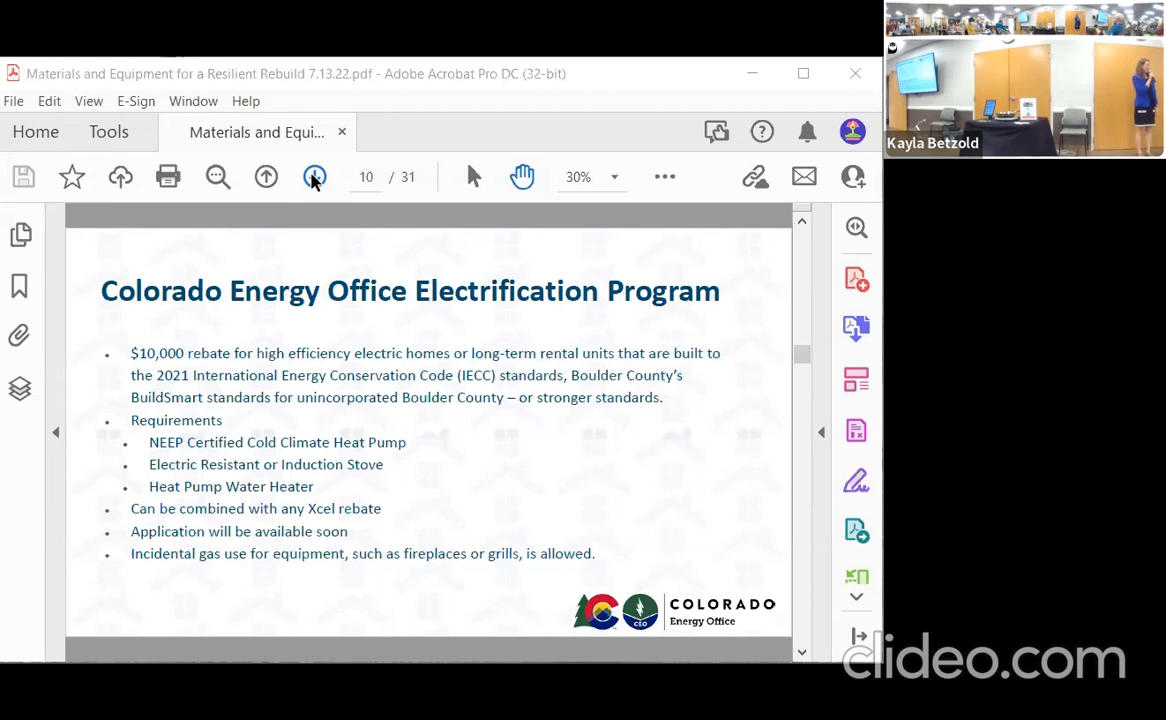 Materials and Equipment for a Resilient Rebuild 7.13.22.pdf - Adobe Acrobat Pro DC (32-bit)
File Edit View E-Sign Window Help
Home Tools Materials and Equi... ×
10 / 31 30%
Kayla Betzold
Colorado Energy Office Electrification Program
• $10,000 rebate for high efficiency electric homes or long-term rental units that are built to
the 2021 International Energy Conservation Code (IECC) standards, Boulder County's
BuildSmart standards for unincorporated Boulder County – or stronger standards.
• Requirements
• NEEP Certified Cold Climate Heat Pump
• Electric Resistant or Induction Stove
• Heat Pump Water Heater
• Can be combined with any Xcel rebate
• Application will be available soon
• Incidental gas use for equipment, such as fireplaces or grills, is allowed.
CEO
COLORADO
Energy Office
clideo.com